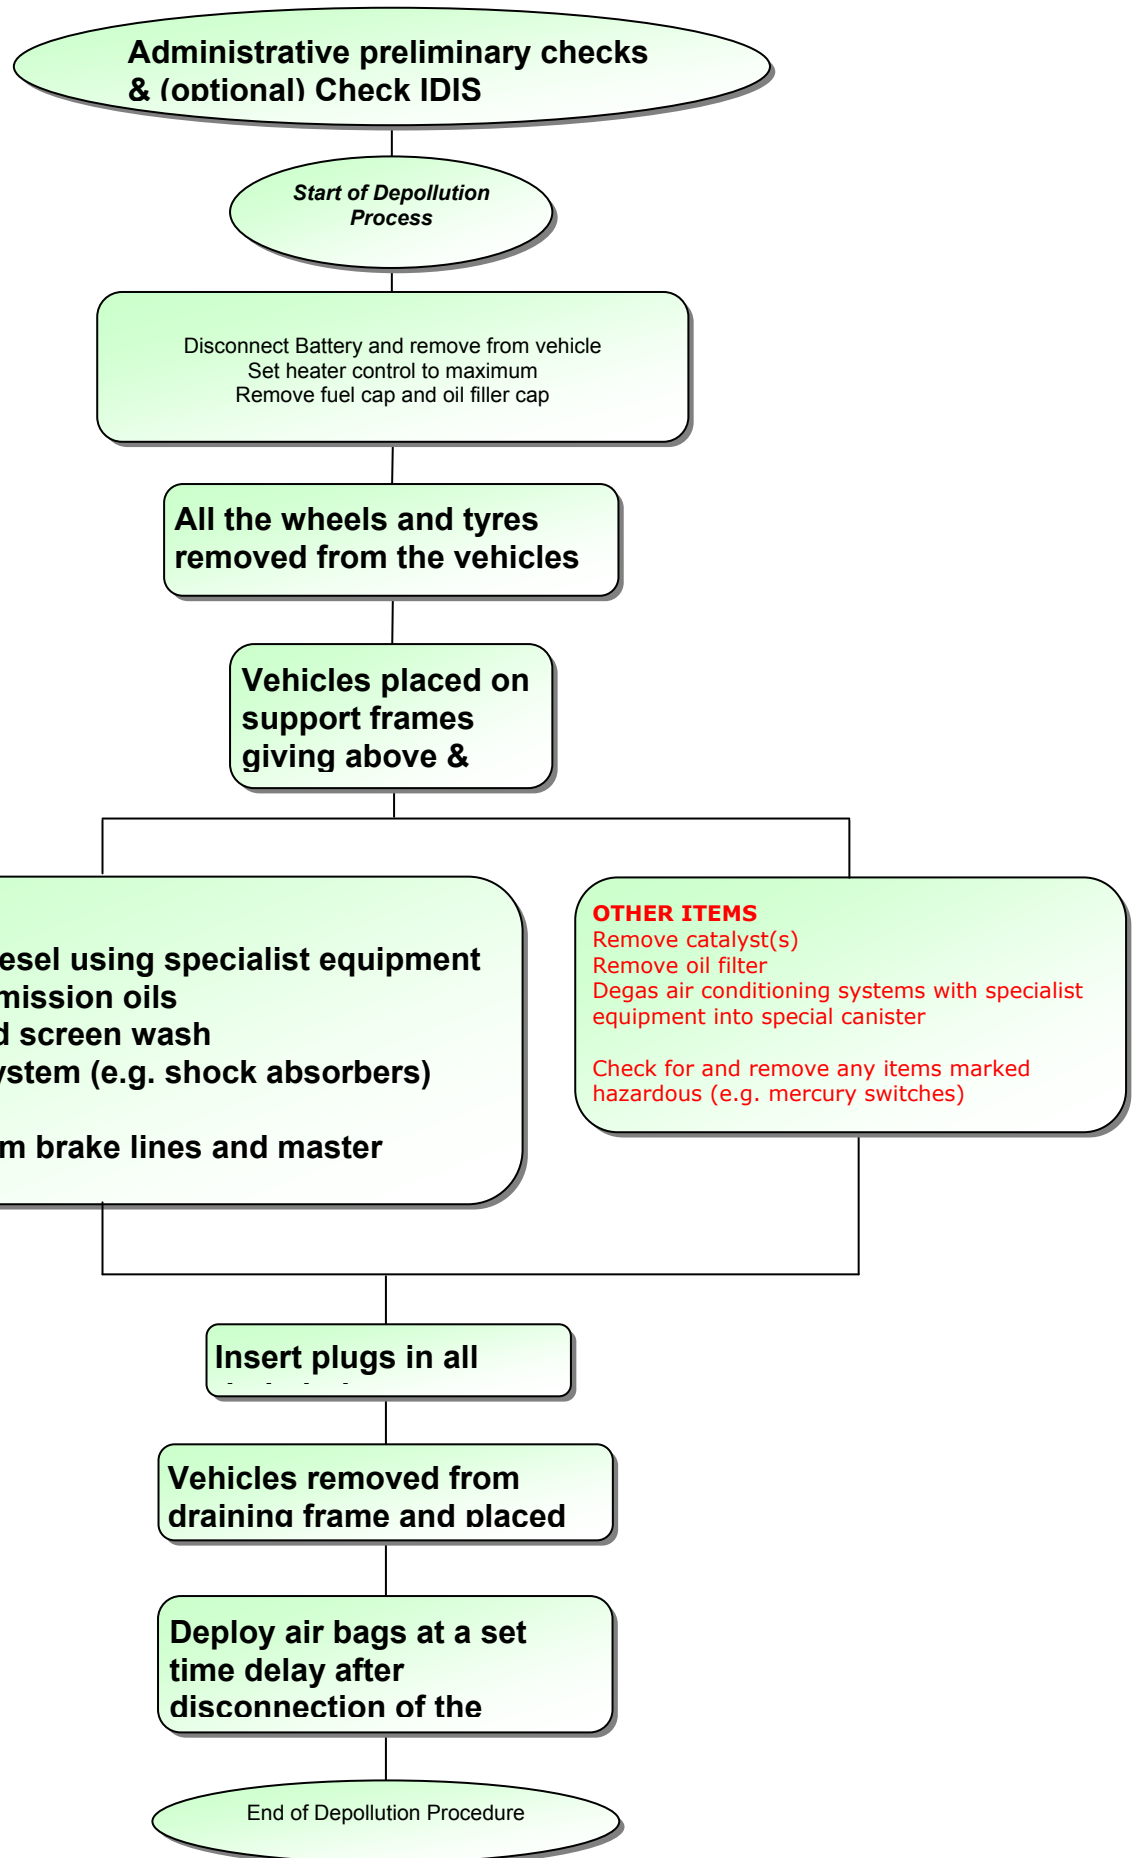 Administrative preliminary checks
& (optional) Check IDIS
Start of Depollution
Process
Disconnect Battery and remove from vehicle
Set heater control to maximum
Remove fuel cap and oil filler cap
All the wheels and tyres
removed from the vehicles
Vehicles placed on
support frames
giving above &
esel using specialist equipment
mission oils
d screen wash
ystem (e.g. shock absorbers)
m brake lines and master
OTHER ITEMS
Remove catalyst(s)
Remove oil filter
Degas air conditioning systems with specialist
equipment into special canister
Check for and remove any items marked
hazardous (e.g. mercury switches)
Insert plugs in all
Vehicles removed from
draining frame and placed
Deploy air bags at a set
time delay after
disconnection of the
End of Depollution Procedure